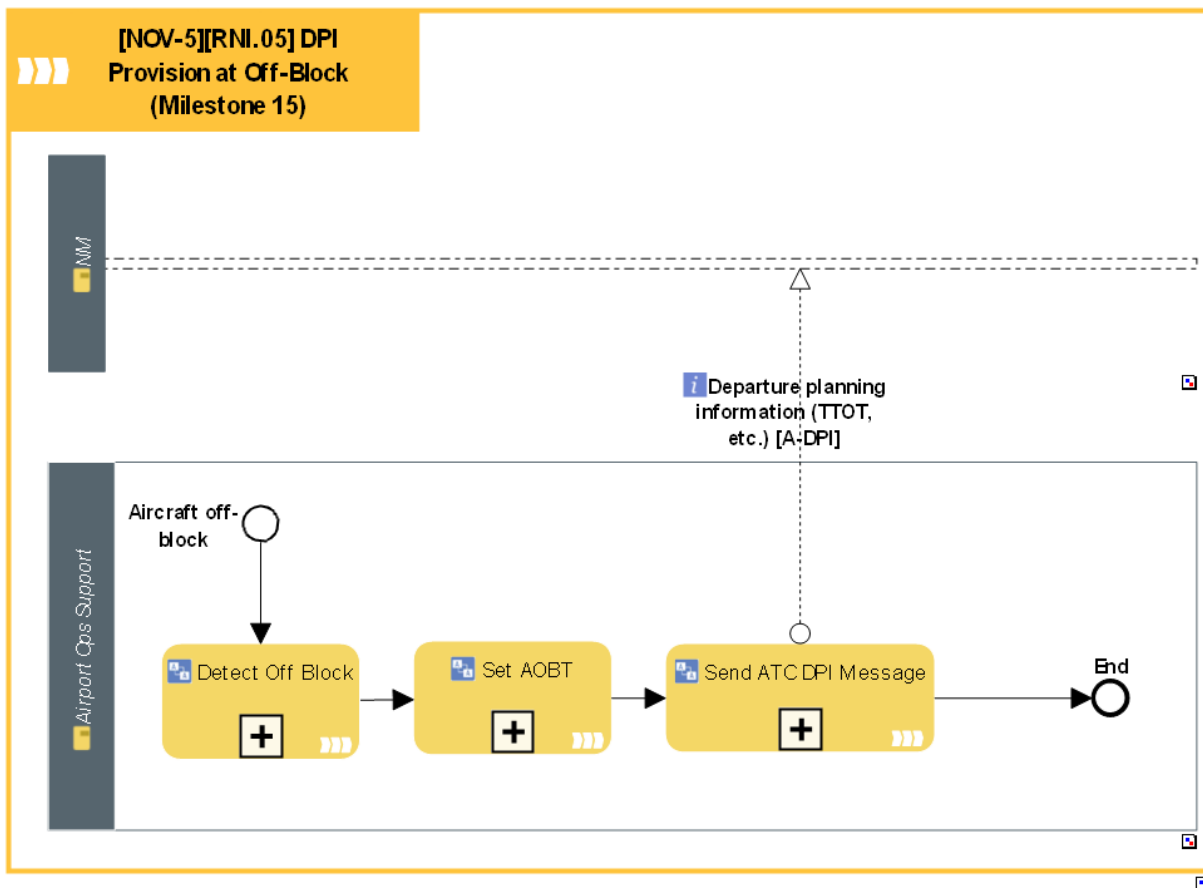 [NOV-5][RNI.05] DPI
Provision at Off-Block
(Milestone 15)
NM
Departure planning
information (TTOT,
etc.) [A-DPI]
Airport Ops Support
Aircraft off-
block
Detect Off Block
Set AOBT
Send ATC DPI Message
End